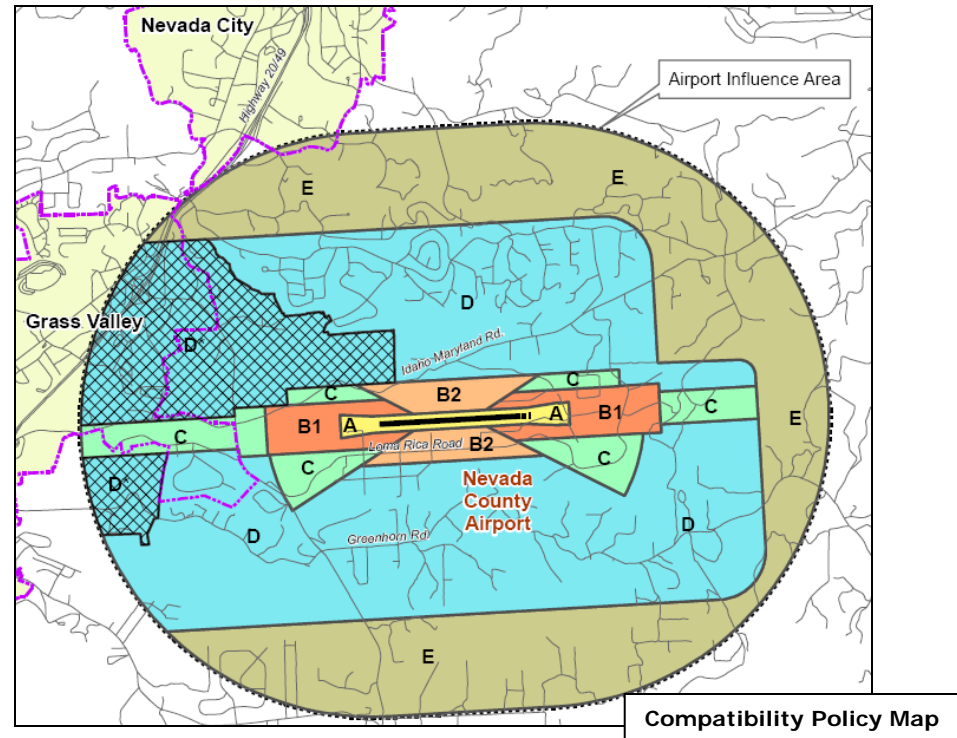 Nevada City
Highway 20/49
Airport Influence Area
E
E
D
Grass Valley
D*
Idaho Maryland Rd.
C
C
B2
C
E
A
A
B1
B1
C
Loma Rica Road
B2
C
C
D*
Nevada
County
Airport
D
D
Greenhorn Rd
E
Compatibility Policy Map